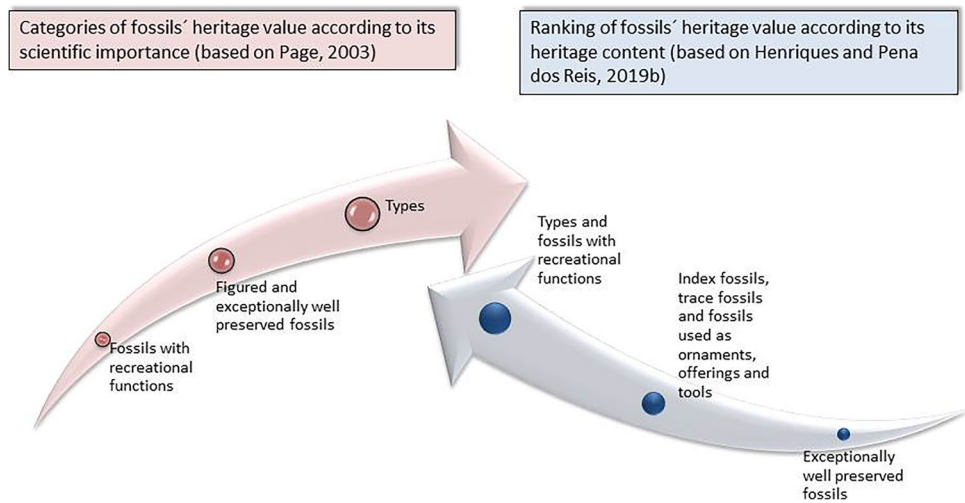 Categories of fossils´ heritage value according to its
scientific importance (based on Page, 2003)
Ranking of fossils´ heritage value according to its
heritage content (based on Henriques and Pena
dos Reis, 2019b)
Types
Figured and
exceptionally well
preserved fossils
Fossils with
recreational
functions
Types and
fossils with
recreational
functions
Index fossils,
trace fossils
and fossils
used as
ornaments,
offerings and
tools
Exceptionally
well preserved
fossils